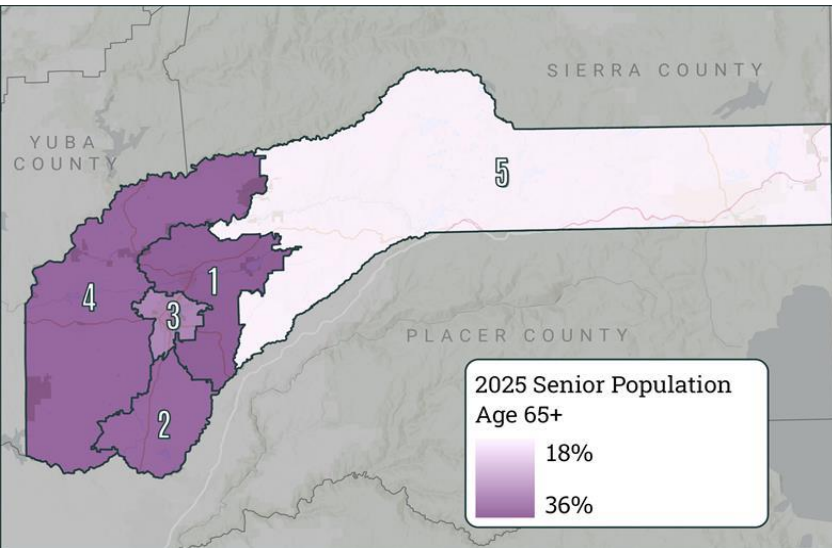 SIERRA COUNTY
YUBA
COUNTY
5
1
4
3
PLACER COUNTY
2
2025 Senior Population
Age 65+
18%
36%